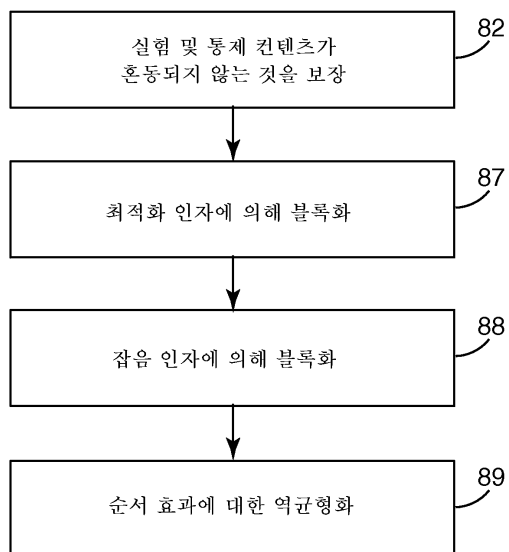 실험 및 통제 컨텐츠가
혼동되지 않는 것을 보장
82
최적화 인자에 의해 블록화
87
잡음 인자에 의해 블록화
88
순서 효과에 대한 역균형화
89